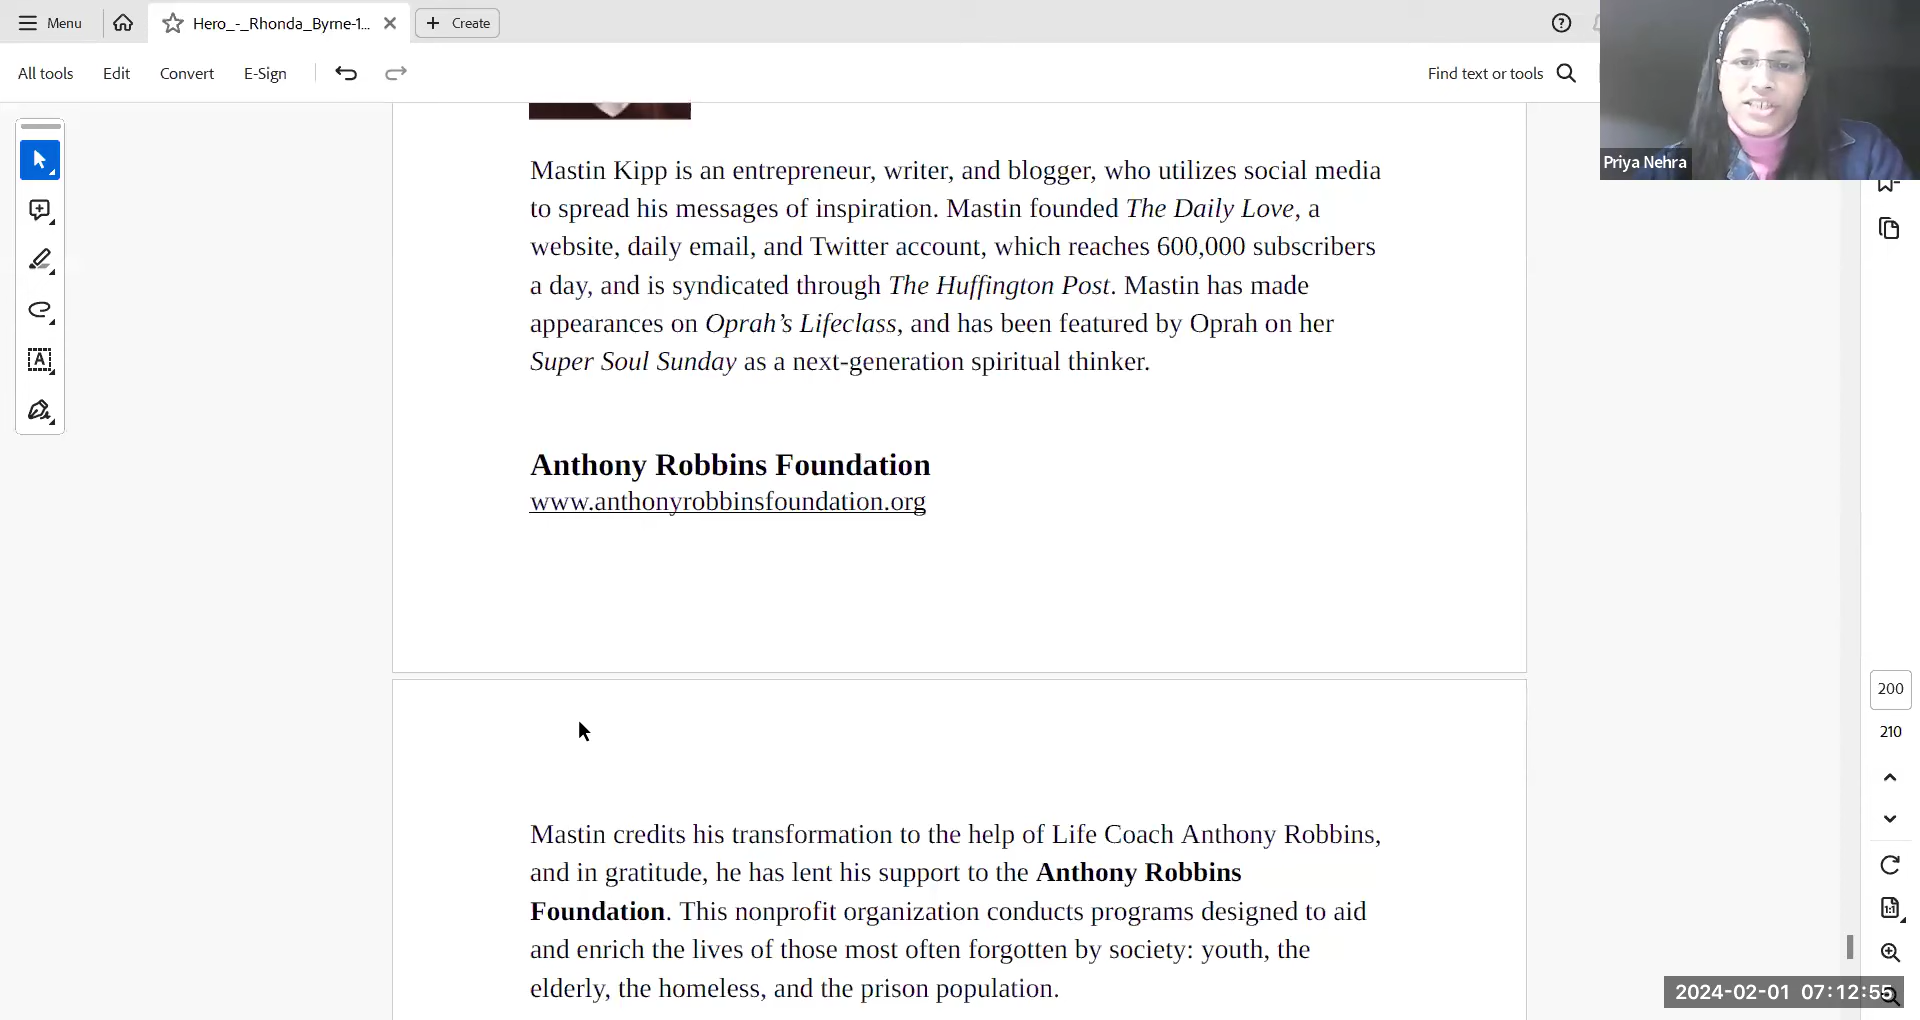 Menu
Hero_-_Rhonda_Byrne-1...
Create
All tools
Edit
Convert
E-Sign
Find text or tools
Priya Nehra
Mastin Kipp is an entrepreneur, writer, and blogger, who utilizes social media
to spread his messages of inspiration. Mastin founded The Daily Love, a
website, daily email, and Twitter account, which reaches 600,000 subscribers
a day, and is syndicated through The Huffington Post. Mastin has made
appearances on Oprah’s Lifeclass, and has been featured by Oprah on her
Super Soul Sunday as a next-generation spiritual thinker.
Anthony Robbins Foundation
www.anthonyrobbinsfoundation.org
Mastin credits his transformation to the help of Life Coach Anthony Robbins,
and in gratitude, he has lent his support to the Anthony Robbins
Foundation. This nonprofit organization conducts programs designed to aid
and enrich the lives of those most often forgotten by society: youth, the
elderly, the homeless, and the prison population.
200
210
2024-02-01 07:12:55